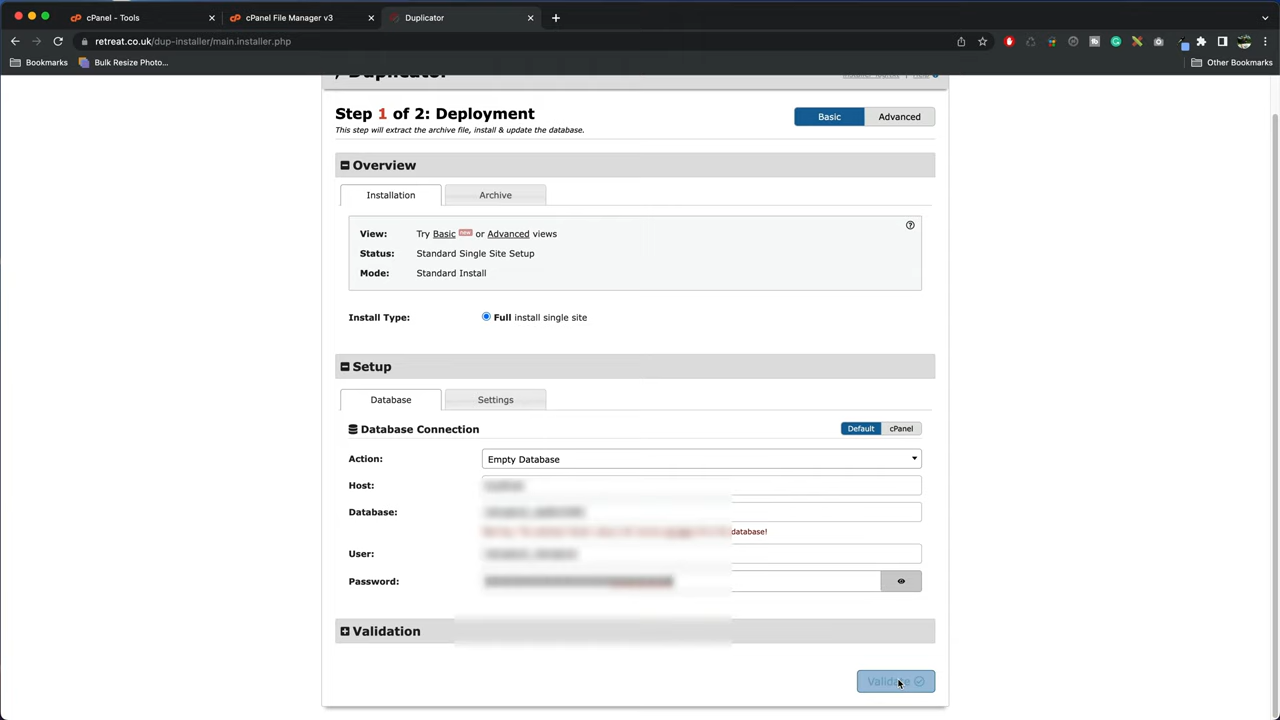 cPanel - Tools
cPanel File Manager v3
Duplicator
retreat.co.uk/dup-installer/main.installer.php
Bookmarks
Bulk Resize Photo...
Other Bookmarks
Duplicator
Step 1 of 2: Deployment
Basic
Advanced
This step will extract the archive file, install & update the database.
Overview
Installation
Archive
View:
Try Basic new or Advanced views
Status:
Standard Single Site Setup
Mode:
Standard Install
Install Type:
Full install single site
Setup
Database
Settings
Database Connection
Default
cPanel
Action:
Empty Database
Host:
Database:
database!
User:
Password:
Validation
Validate